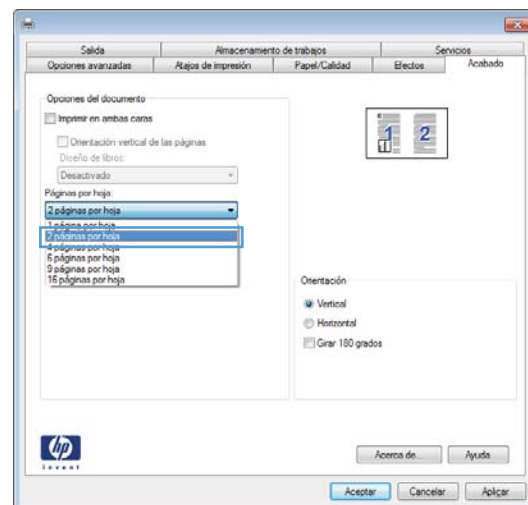 Salida Almacenamiento de trabajos Servicios
Opciones avanzadas Atajos de impresión Papel/Calidad Efectos Acabado
Opciones del documento
Imprimir en ambas caras
Orientación vertical de las páginas
Diseño de libros:
Desactivado
Páginas por hoja:
2 páginas por hoja
1 página por hoja
2 páginas por hoja
4 páginas por hoja
6 páginas por hoja
9 páginas por hoja
16 páginas por hoja
1 2
Orientación
Vertical
Horizontal
Girar 180 grados
hp
invent
Acerca de... Ayuda
Aceptar Cancelar Aplicar